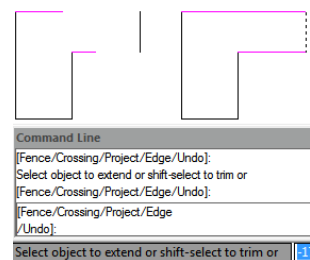 Command Line
[Fence/Crossing/Project/Edge/Undo]:
Select object to extend or shift-select to trim or
[Fence/Crossing/Project/Edge/Undo]:
[Fence/Crossing/Project/Edge
/Undo]:
Select object to extend or shift-select to trim or